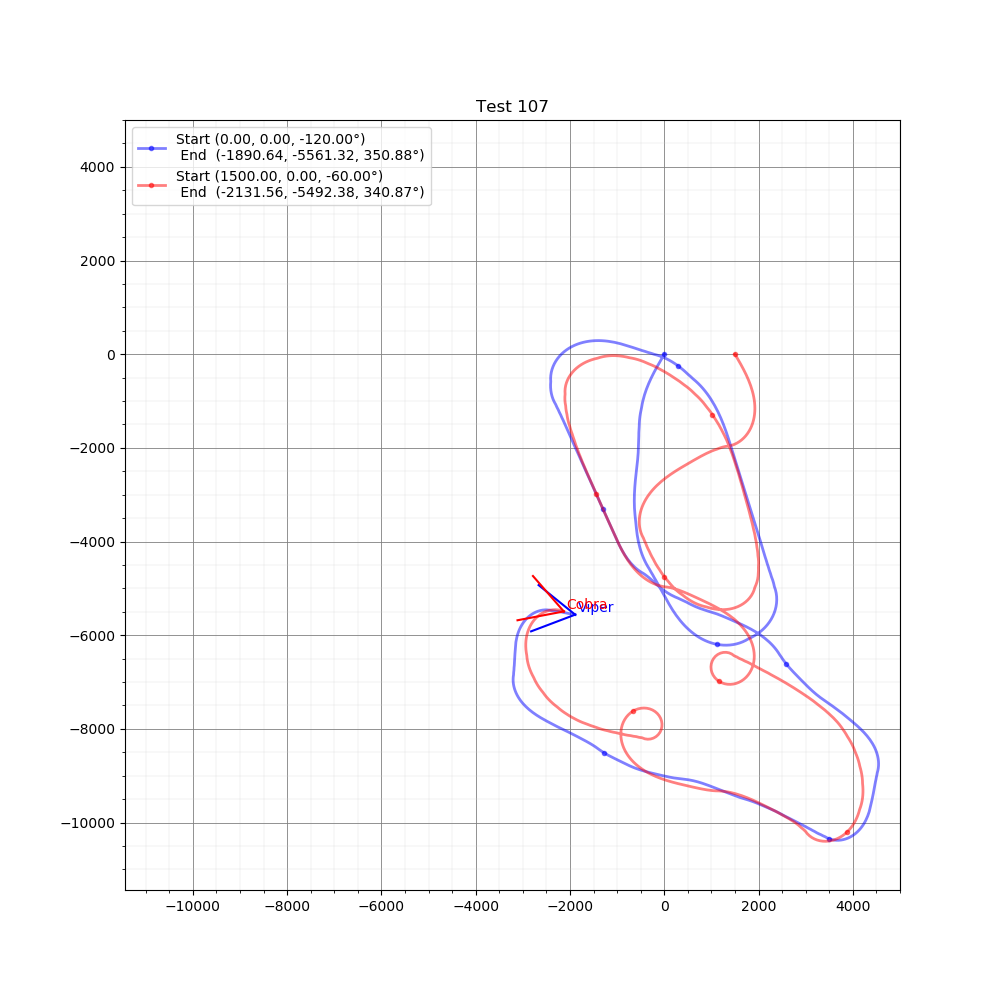 Test 107
Start (0.00, 0.00, -120.00°)
End (-1890.64, -5561.32, 350.88°)
Start (1500.00, 0.00, -60.00°)
End (-2131.56, -5492.38, 340.87°)
4000
2000
0
−2000
−4000
−6000
−8000
−10000
Cobra
Viper
−10000 −8000 −6000 −4000 −2000 0 2000 4000